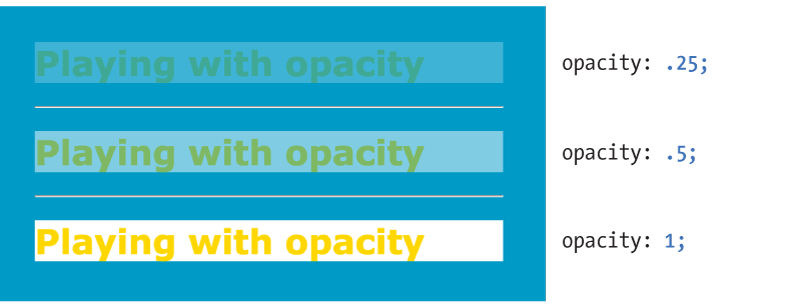 Playing with opacity opacity: .25;
Playing with opacity opacity: .5;
Playing with opacity opacity: 1;